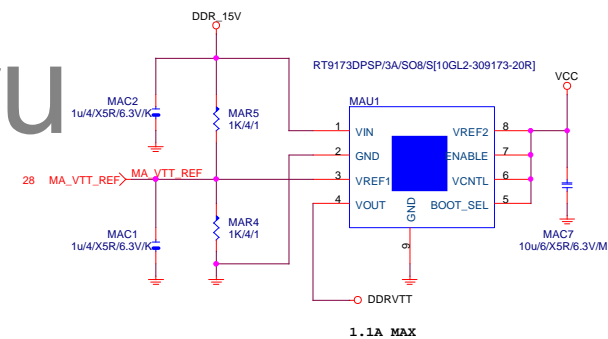 DDR_15V
u
RT9173DPSP/3A/SO8/S[10GL2-309173-20R]
VCC
MAC2
1u/4/X5R/6.3V/K
MAR5
1K/4/1
MAU1
1 VIN VREF2 8
2 GND ENABLE 7
3 VREF1 VCNTL 6
4 VOUT BOOT_SEL 5
GND
9
28 MA_VTT_REF MA_VTT_REF
MAC1
1u/4/X5R/6.3V/K
MAR4
1K/4/1
MAC7
10u/6/X5R/6.3V/M
DDRVTT
1.1A MAX